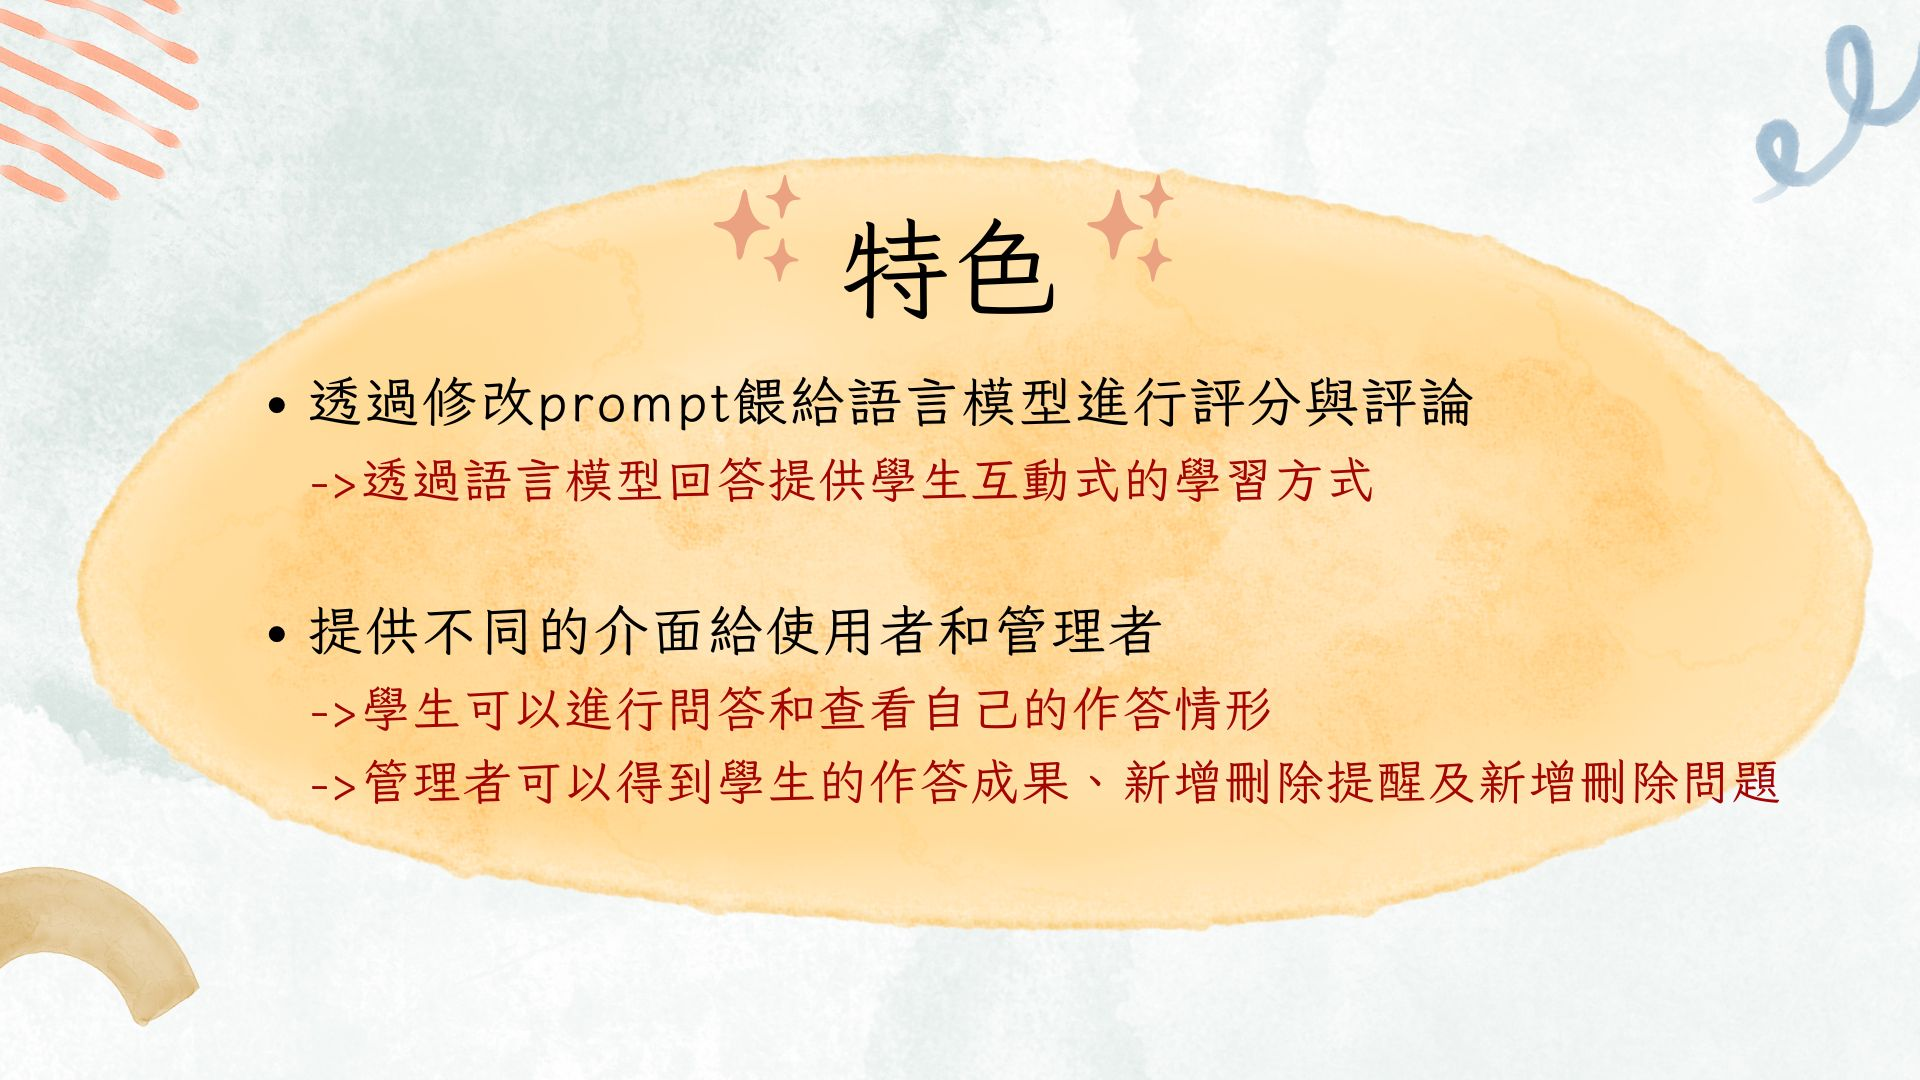 特色
• 透過修改prompt餵給語言模型進行評分與評論
->透過語言模型回答提供學生互動式的學習方式
• 提供不同的介面給使用者和管理者
->學生可以進行問答和查看自己的作答情形
->管理者可以得到學生的作答成果、新增刪除提醒及新增刪除問題